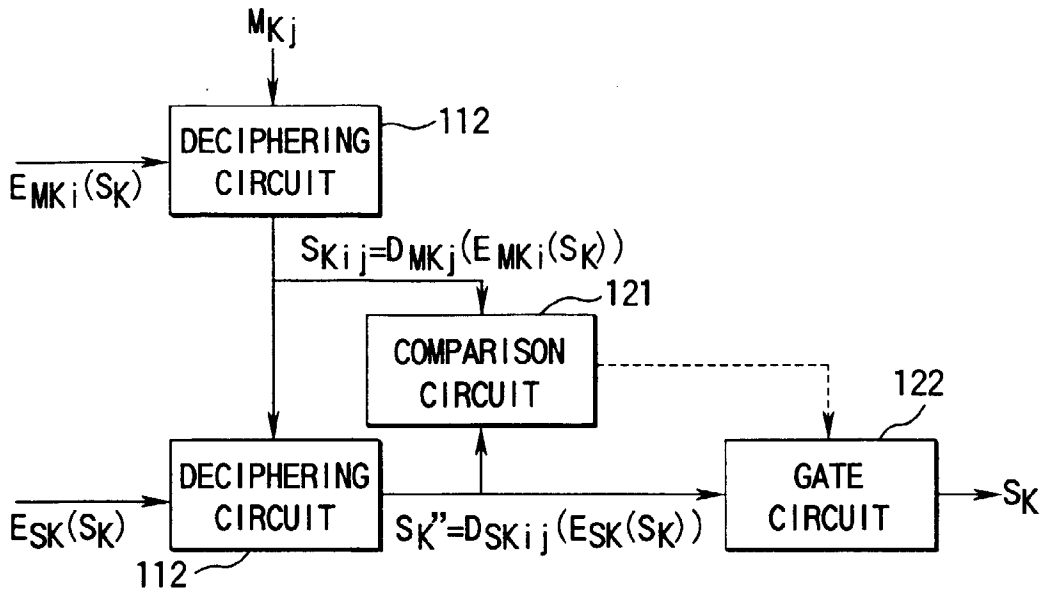 MKj
DECIPHERING
CIRCUIT
112
EMKi(SK)
SKij=DMKj(EMKi(SK))
121
COMPARISON
CIRCUIT
122
DECIPHERING
CIRCUIT
GATE
CIRCUIT
SK
ESK(SK)
SK"=DSKij(ESK(SK))
112